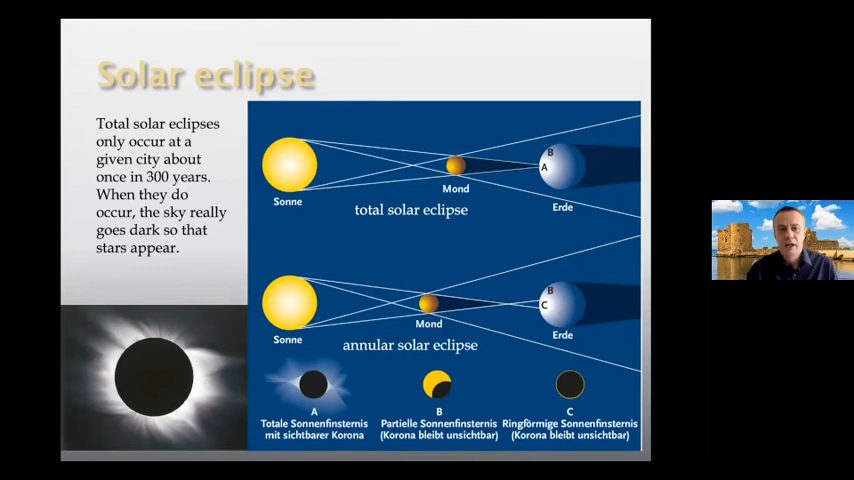 Solar eclipse
Total solar eclipses
only occur at a
given city about
once in 300 years.
When they do
occur, the sky really
goes dark so that
stars appear.
B
A
Sonne
Mond
Erde
total solar eclipse
B
C
Sonne
Mond
Erde
annular solar eclipse
A
Totale Sonnenfinsternis
mit sichtbarer Korona
B
Partielle Sonnenfinsternis
(Korona bleibt unsichtbar)
C
Ringförmige Sonnenfinsternis
(Korona bleibt unsichtbar)